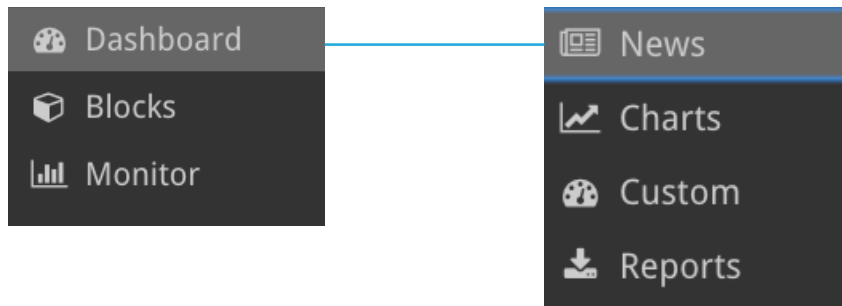 Dashboard
Blocks
Monitor
News
Charts
Custom
Reports